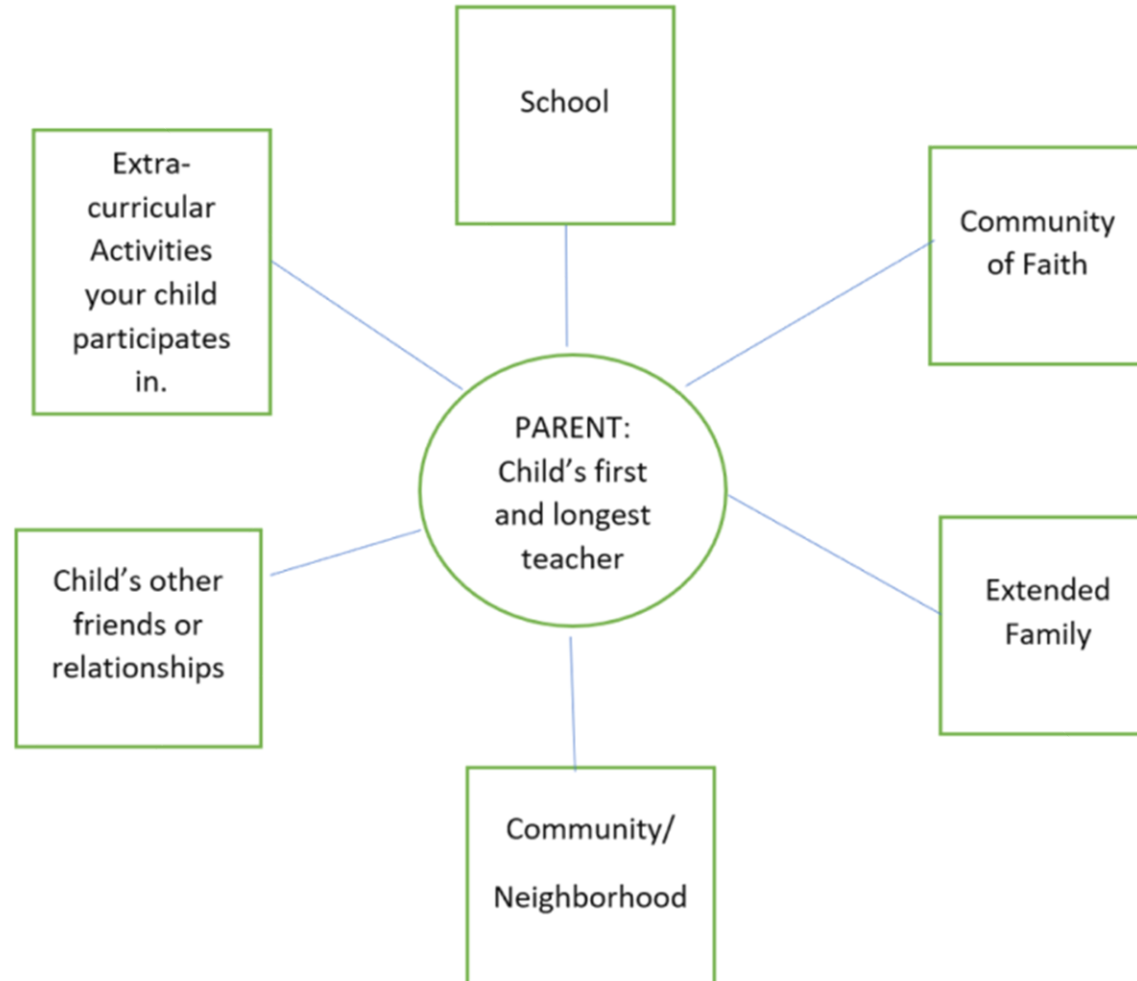 School
Extra-
curricular
Activities
your child
participates
in.
Community
of Faith
PARENT:
Child’s first
and longest
teacher
Child’s other
friends or
relationships
Extended
Family
Community/
Neighborhood